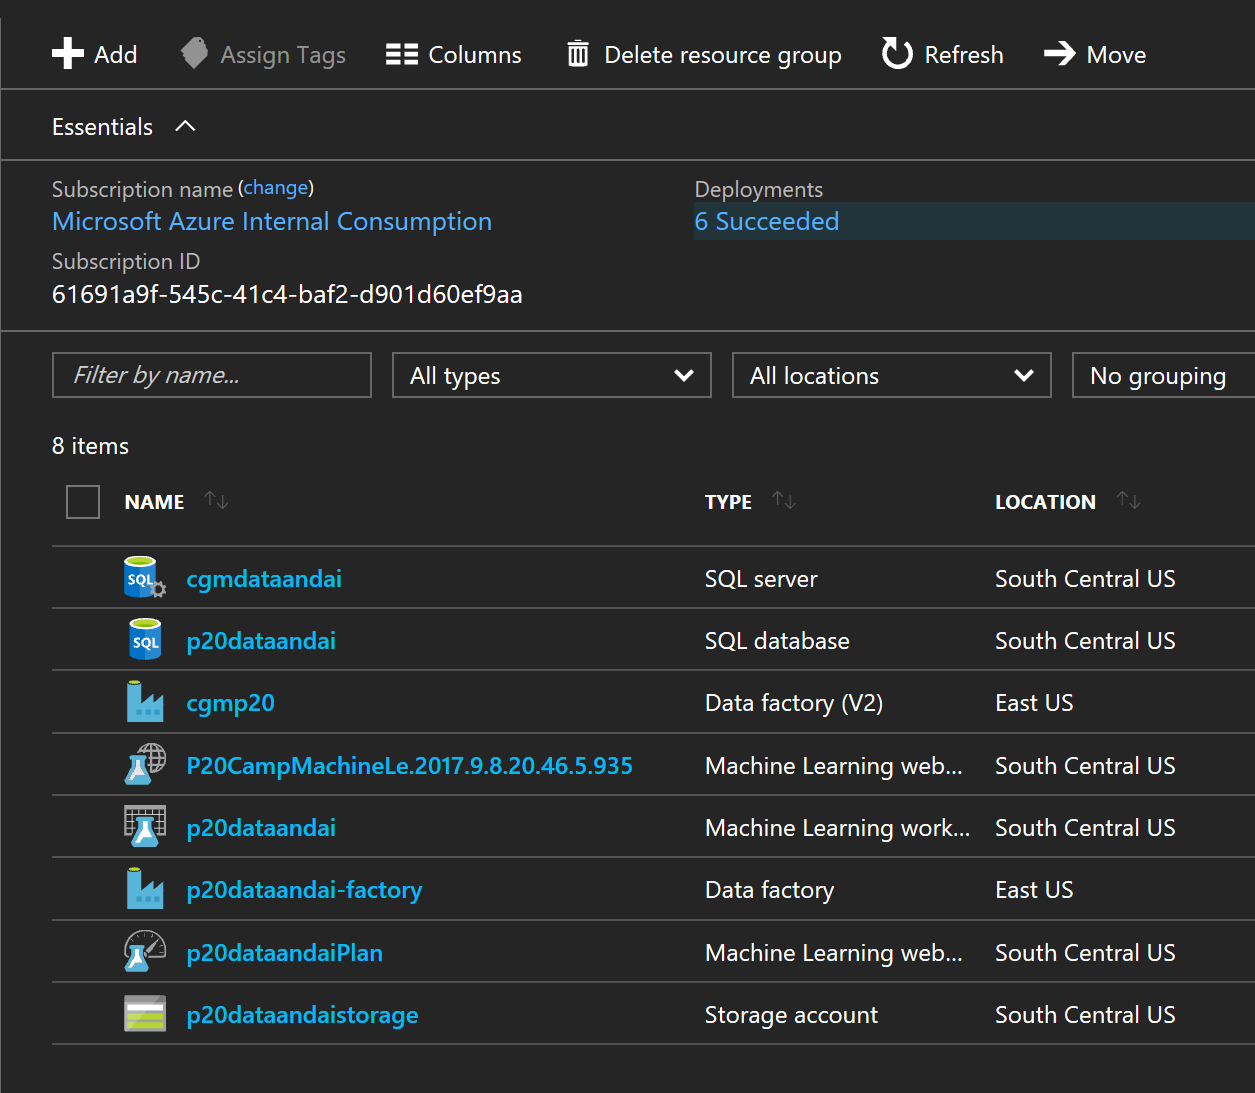 Add Assign Tags Columns Delete resource group Refresh Move
Essentials
Subscription name (change) Deployments
Microsoft Azure Internal Consumption 6 Succeeded
Subscription ID
61691a9f-545c-41c4-baf2-d901d60ef9aa
Filter by name... All types All locations No grouping
8 items
NAME TYPE LOCATION
SQL cgmdataandai SQL server South Central US
SQL p20dataandai SQL database South Central US
cgmp20 Data factory (V2) East US
P20CampMachineLe.2017.9.8.20.46.5.935 Machine Learning web... South Central US
p20dataandai Machine Learning work... South Central US
p20dataandai-factory Data factory East US
p20dataandaiPlan Machine Learning web... South Central US
p20dataandaistorage Storage account South Central US